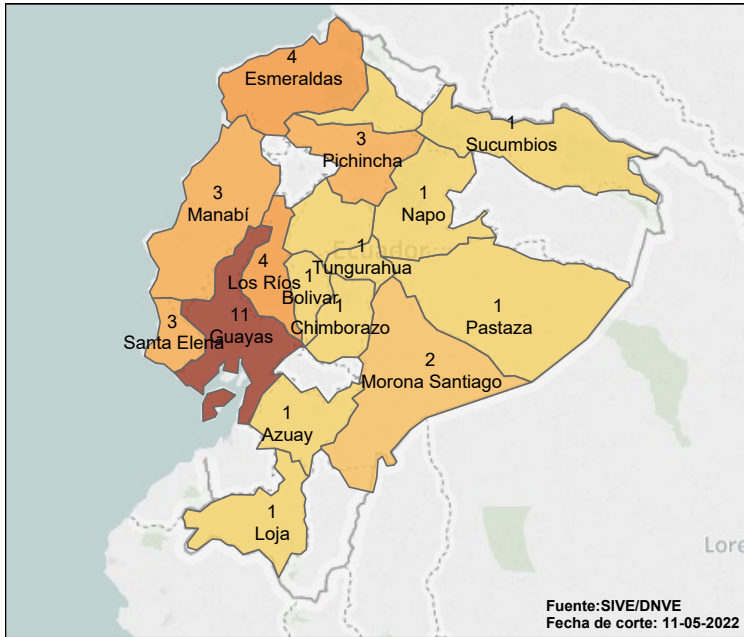 4
Esmeraldas
1
Sucumbios
3
Pichincha
3
Manabí
1
Napo
Ecuador
4
Los Ríos
1
Tungurahua
1
Bolivar
1
Chimborazo
1
Pastaza
11
Guayas
3
Santa Elena
2
Morona Santiago
1
Azuay
1
Loja
Lore
Fuente:SIVE/DNVE
Fecha de corte: 11-05-2022